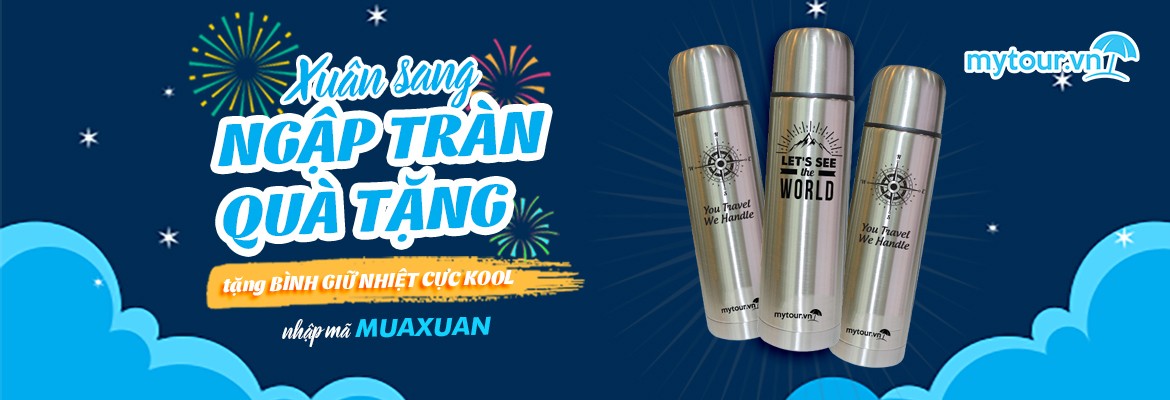 Xuân sang
NGẬP TRÀN
QUÀ TẶNG
tặng BÌNH GIỮ NHIỆT CỰC KOOL
nhập mã MUAXUAN
mytour.vn
N
W E
S
You Travel
We Handle
mytour.vn
LET'S SEE
the
WORLD
mytour.vn
N
W E
S
You Travel
We Handle
mytour.vn